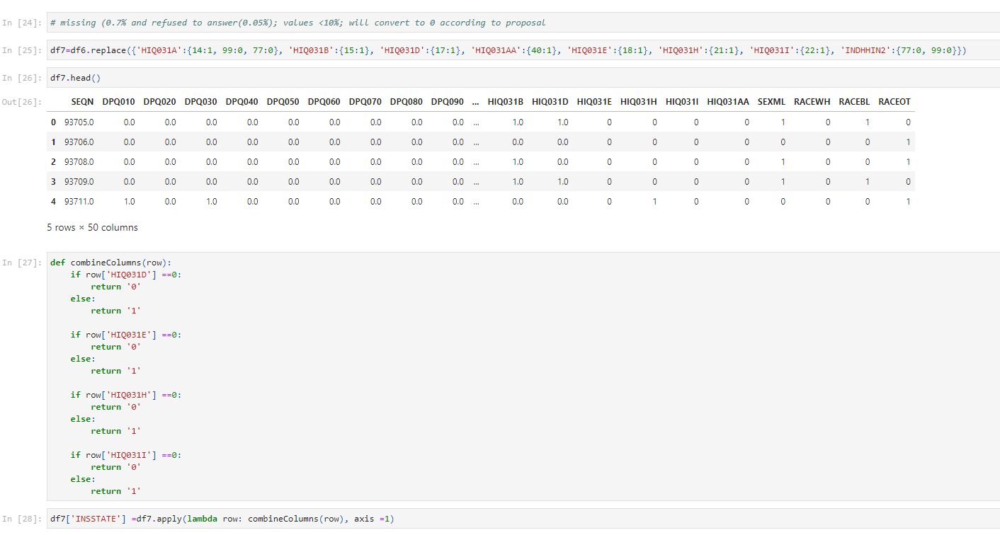 In [24]: # missing (0.7% and refused to answer(0.05%); values <10%; will convert to 0 according to proposal
In [25]: df7=df6.replace({'HIQ031A':{14:1, 99:0, 77:0}, 'HIQ031B':{15:1}, 'HIQ031D':{17:1}, 'HIQ031AA':{40:1}, 'HIQ031E':{18:1}, 'HIQ031H':{21:1}, 'HIQ031I':{22:1}, 'INDHHIN2':{77:0, 99:0}})
In [26]: df7.head()
Out[26]: SEQN DPQ010 DPQ020 DPQ030 DPQ040 DPQ050 DPQ060 DPQ070 DPQ080 DPQ090 ... HIQ031B HIQ031D HIQ031E HIQ031H HIQ031I HIQ031AA SEXML RACEWH RACEBL RACEOT
0 93705.0 0.0 0.0 0.0 0.0 0.0 0.0 0.0 0.0 0.0 ... 1.0 1.0 0 0 0 0 1 0 1 0
1 93706.0 0.0 0.0 0.0 0.0 0.0 0.0 0.0 0.0 0.0 ... 0.0 0.0 0 0 0 0 0 0 0 1
2 93708.0 0.0 0.0 0.0 0.0 0.0 0.0 0.0 0.0 0.0 ... 1.0 0.0 0 0 0 0 1 0 0 1
3 93709.0 0.0 0.0 0.0 0.0 0.0 0.0 0.0 0.0 0.0 ... 1.0 1.0 0 0 0 0 1 0 1 0
4 93711.0 1.0 0.0 1.0 0.0 0.0 0.0 0.0 0.0 0.0 ... 0.0 0.0 0 1 0 0 0 0 0 1
5 rows × 50 columns
In [27]: def combineColumns(row):
if row['HIQ031D'] ==0:
return '0'
else:
return '1'
if row['HIQ031E'] ==0:
return '0'
else:
return '1'
if row['HIQ031H'] ==0:
return '0'
else:
return '1'
if row['HIQ031I'] ==0:
return '0'
else:
return '1'
In [28]: df7['INSSTATE'] =df7.apply(lambda row: combineColumns(row), axis =1)